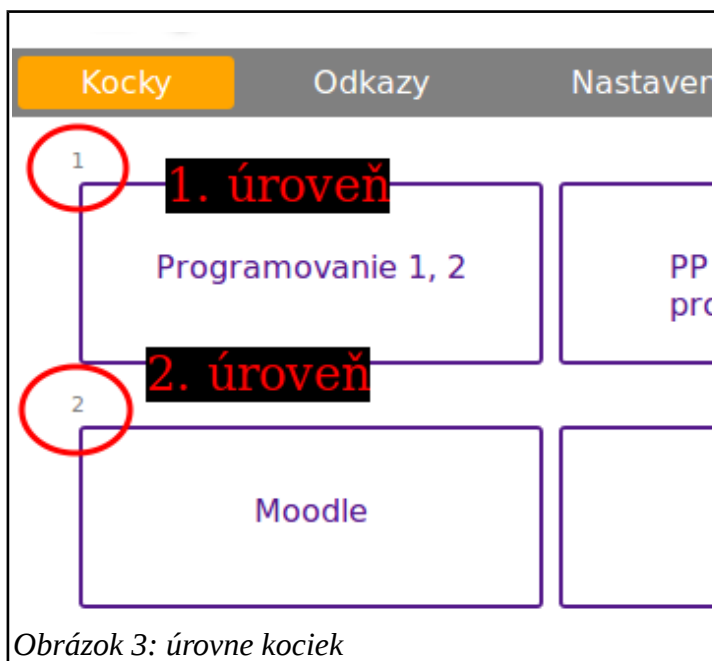 Kocky Odkazy Nastaven
1
1. úroveň
Programovanie 1, 2 PP
pro
2. úroveň
2
Moodle
Obrázok 3: úrovne kociek